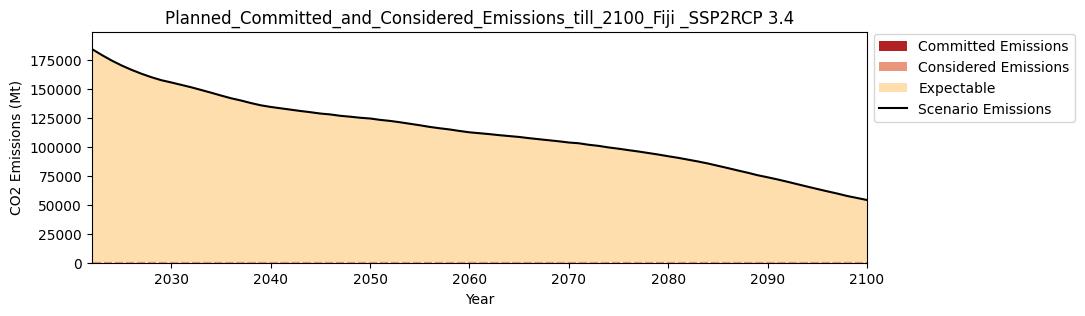 Planned_Committed_and_Considered_Emissions_till_2100_Fiji _SSP2RCP 3.4
CO2 Emissions (Mt)
175000
150000
125000
100000
75000
50000
25000
0
2030 2040 2050 2060 2070 2080 2090 2100
Year
Committed Emissions
Considered Emissions
Expectable
Scenario Emissions